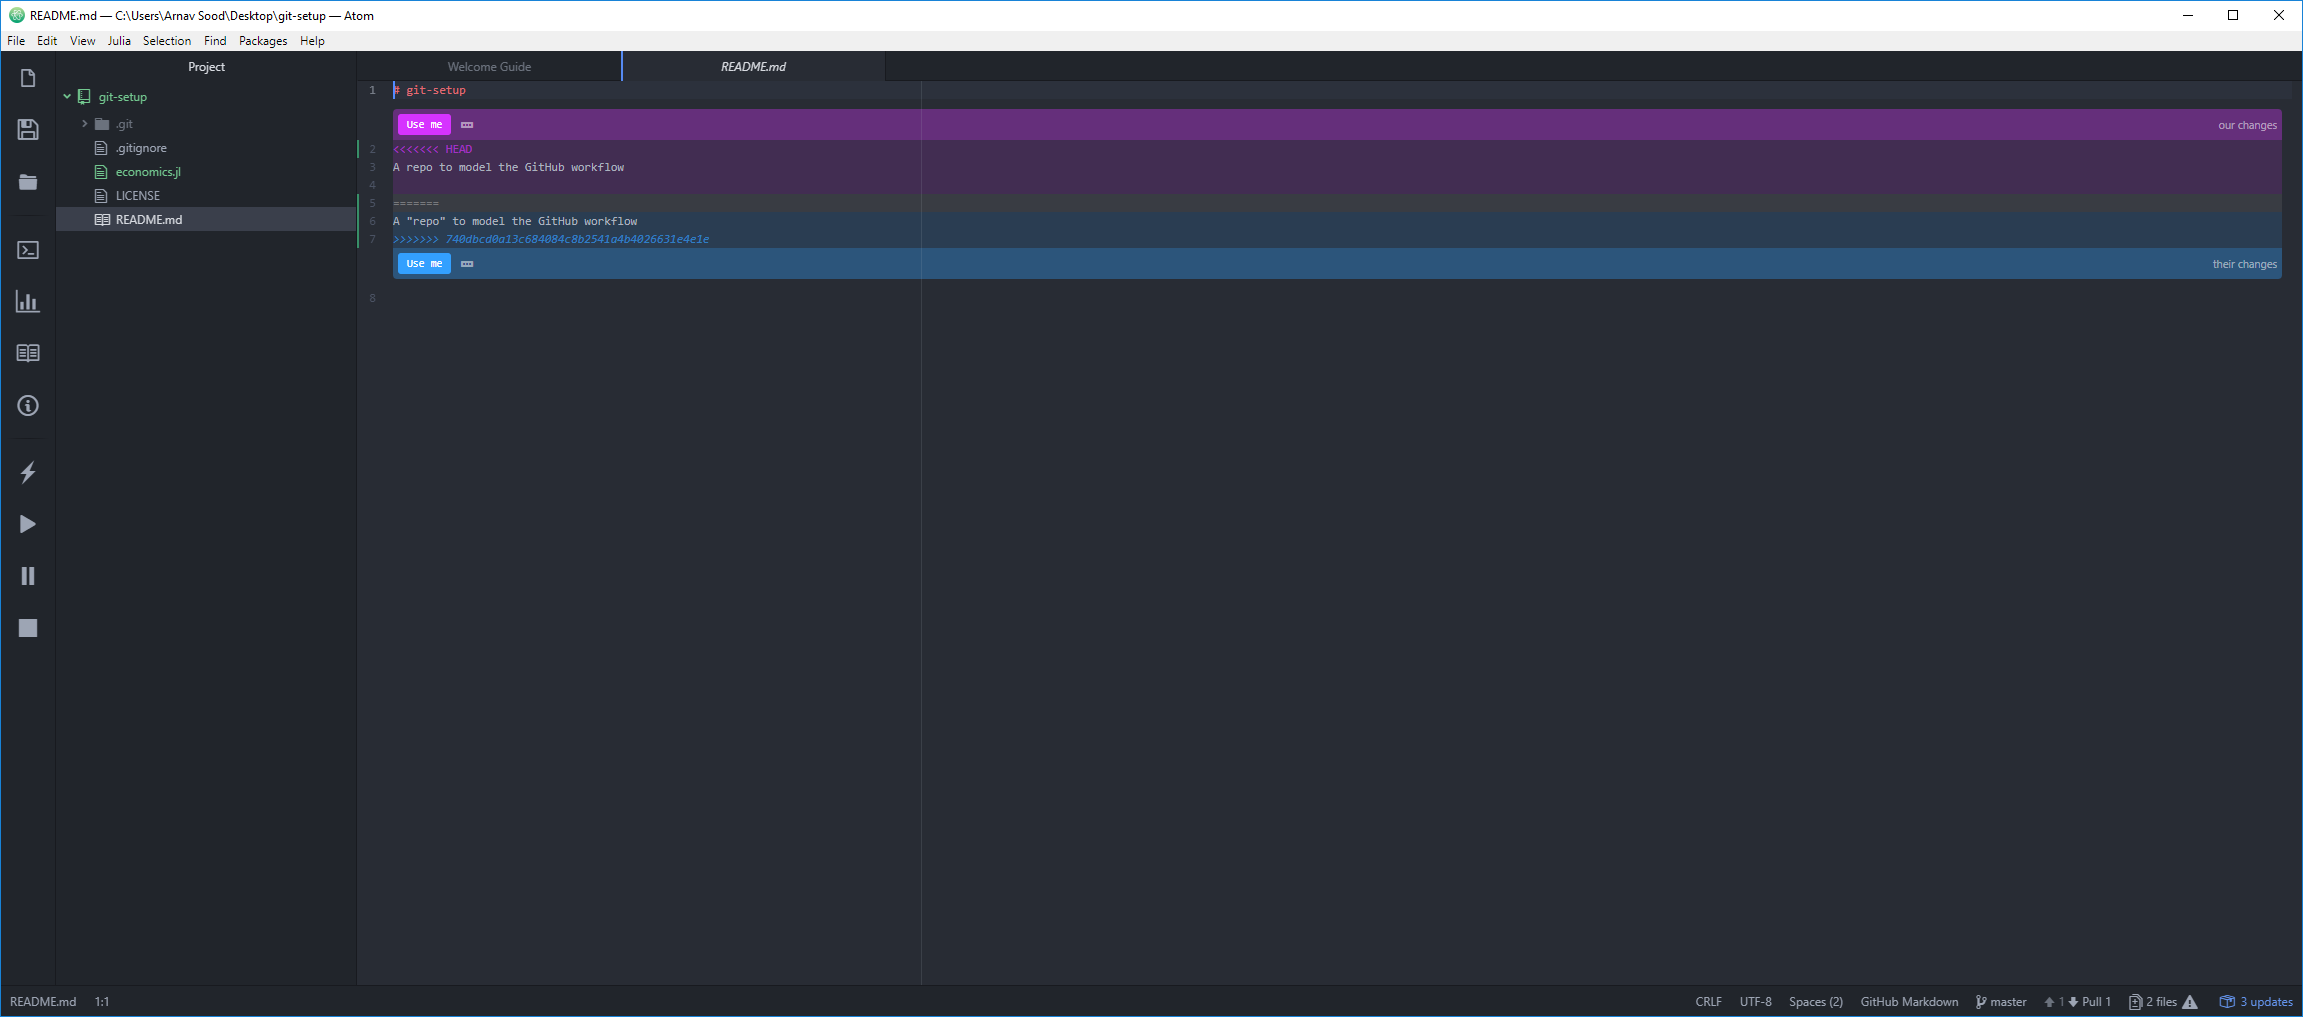 README.md — C:\Users\Arnav Sood\Desktop\git-setup — Atom
File Edit View Julia Selection Find Packages Help
Project
git-setup
.git
.gitignore
economics.jl
LICENSE
README.md
Welcome Guide
README.md
1 # git-setup
Use me
our changes
2 <<<<<<< HEAD
3 A repo to model the GitHub workflow
4
5 =======
6 A "repo" to model the GitHub workflow
7 >>>>>>> 740dbcd0a13c684084c8b2541a4b4026631e4e1e
Use me
their changes
8
README.md 1:1
CRLF UTF-8 Spaces (2) GitHub Markdown master 1 Pull 1 2 files 3 updates